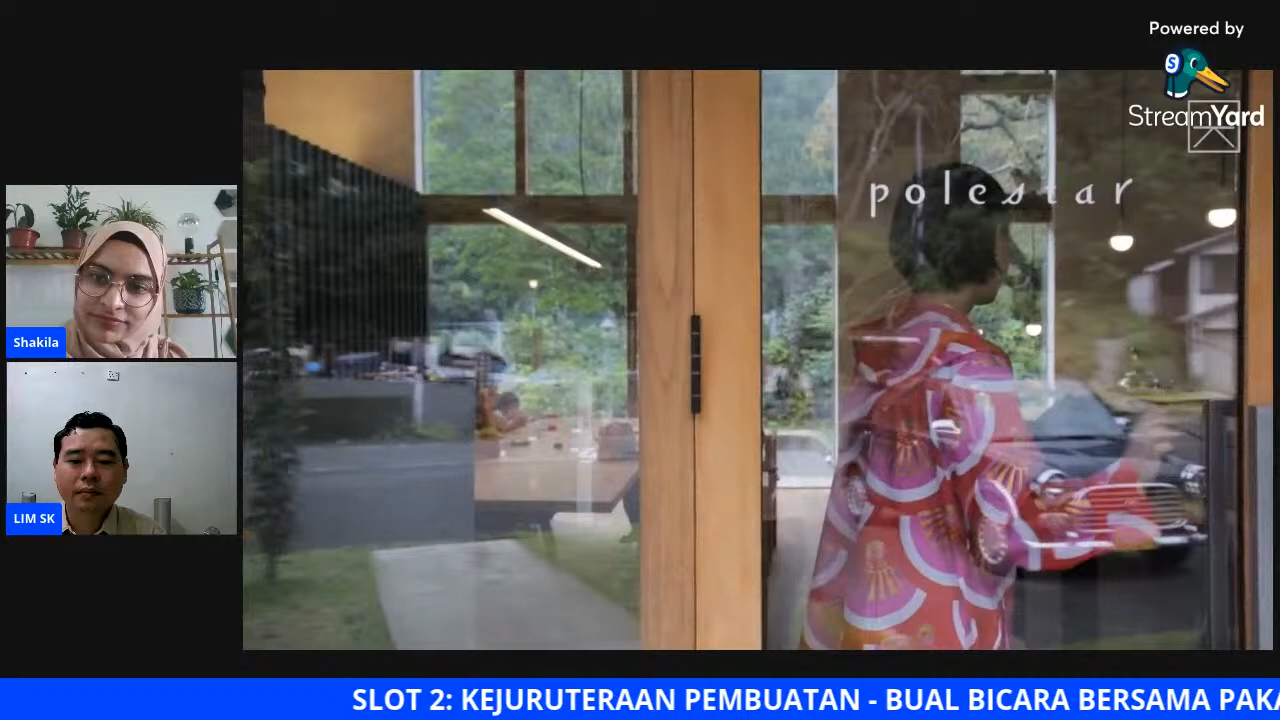 Powered by
StreamYard
polestar
Shakila
LIM SK
SLOT 2: KEJURUTERAAN PEMBUATAN - BUAL BICARA BERSAMA PAKA